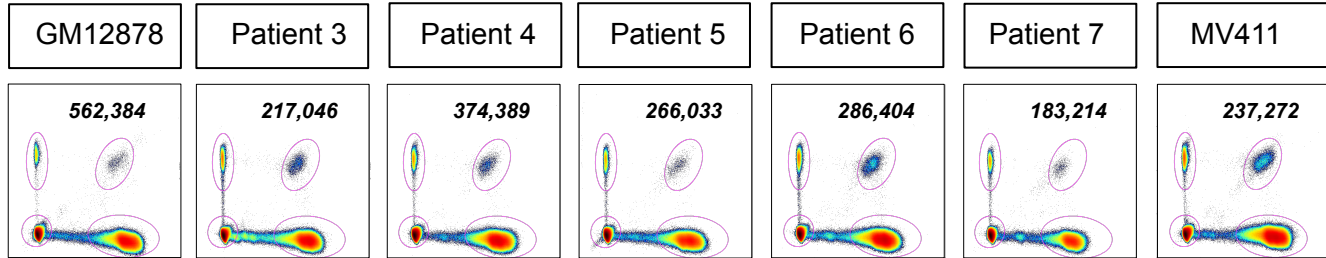 GM12878 Patient 3 Patient 4 Patient 5 Patient 6 Patient 7 MV411
562,384 217,046 374,389 266,033 286,404 183,214 237,272